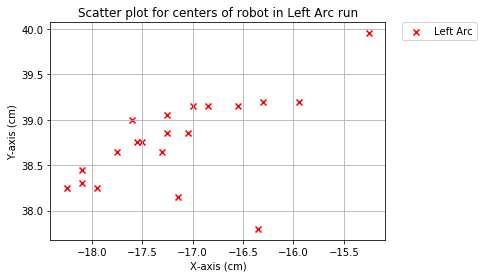 Scatter plot for centers of robot in Left Arc run
Left Arc
40.0
39.5
39.0
38.5
38.0
Y-axis (cm)
−18.0 −17.5 −17.0 −16.5 −16.0 −15.5
X-axis (cm)